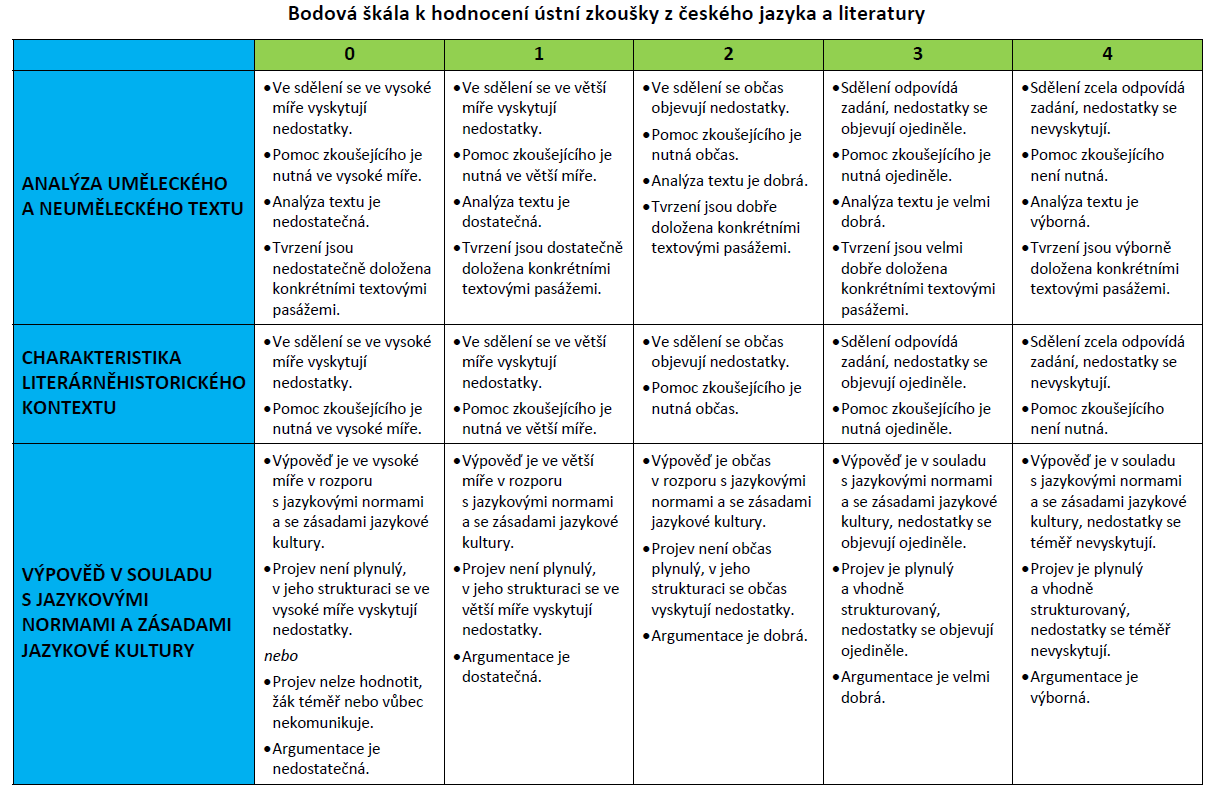 Bodová škála k hodnocení ústní zkoušky z českého jazyka a literatury
0
1
2
3
4
ANALÝZA UMĚLECKÉHO
A NEUMĚLECKÉHO TEXTU
•Ve sdělení se ve vysoké
míře vyskytují
nedostatky.
•Pomoc zkoušejícího je
nutná ve vysoké míře.
•Analýza textu je
nedostatečná.
•Tvrzení jsou
nedostatečně doložena
konkrétními textovými
pasážemi.
•Ve sdělení se ve větší
míře vyskytují
nedostatky.
•Pomoc zkoušejícího je
nutná ve větší míře.
•Analýza textu je
dostatečná.
•Tvrzení jsou dostatečně
doložena konkrétními
textovými pasážemi.
•Ve sdělení se občas
objevují nedostatky.
•Pomoc zkoušejícího je
nutná občas.
•Analýza textu je dobrá.
•Tvrzení jsou dobře
doložena konkrétními
textovými pasážemi.
•Sdělení odpovídá
zadání, nedostatky se
objevují ojediněle.
•Pomoc zkoušejícího je
nutná ojediněle.
•Analýza textu je velmi
dobrá.
•Tvrzení jsou velmi
dobře doložena
konkrétními textovými
pasážemi.
•Sdělení zcela odpovídá
zadání, nedostatky se
nevyskytují.
•Pomoc zkoušejícího
není nutná.
•Analýza textu je
výborná.
•Tvrzení jsou výborně
doložena konkrétními
textovými pasážemi.
CHARAKTERISTIKA
LITERÁRNĚHISTORICKÉHO
KONTEXTU
•Ve sdělení se ve vysoké
míře vyskytují
nedostatky.
•Pomoc zkoušejícího je
nutná ve vysoké míře.
•Ve sdělení se ve větší
míře vyskytují
nedostatky.
•Pomoc zkoušejícího je
nutná ve větší míře.
•Ve sdělení se občas
objevují nedostatky.
•Pomoc zkoušejícího je
nutná občas.
•Sdělení odpovídá
zadání, nedostatky se
objevují ojediněle.
•Pomoc zkoušejícího je
nutná ojediněle.
•Sdělení zcela odpovídá
zadání, nedostatky se
nevyskytují.
•Pomoc zkoušejícího
není nutná.
VÝPOVĚĎ V SOULADU
S JAZYKOVÝMI
NORMAMI A ZÁSADAMI
JAZYKOVÉ KULTURY
•Výpověď je ve vysoké
míře v rozporu
s jazykovými normami
a se zásadami jazykové
kultury.
•Projev není plynulý,
v jeho strukturaci se ve
vysoké míře vyskytují
nedostatky.
nebo
•Projev nelze hodnotit,
žák téměř nebo vůbec
nekomunikuje.
•Argumentace je
nedostatečná.
•Výpověď je ve větší
míře v rozporu
s jazykovými normami
a se zásadami jazykové
kultury.
•Projev není plynulý,
v jeho strukturaci se ve
větší míře vyskytují
nedostatky.
•Argumentace je
dostatečná.
•Výpověď je občas
v rozporu s jazykovými
normami a se zásadami
jazykové kultury.
•Projev není občas
plynulý, v jeho
strukturaci se občas
vyskytují nedostatky.
•Argumentace je dobrá.
•Výpověď je v souladu
s jazykovými normami
a se zásadami jazykové
kultury, nedostatky se
objevují ojediněle.
•Projev je plynulý
a vhodně
strukturovaný,
nedostatky se objevují
ojediněle.
•Argumentace je velmi
dobrá.
•Výpověď je v souladu
s jazykovými normami
a se zásadami jazykové
kultury, nedostatky se
téměř nevyskytují.
•Projev je plynulý
a vhodně
strukturovaný,
nedostatky se téměř
nevyskytují.
•Argumentace je
výborná.